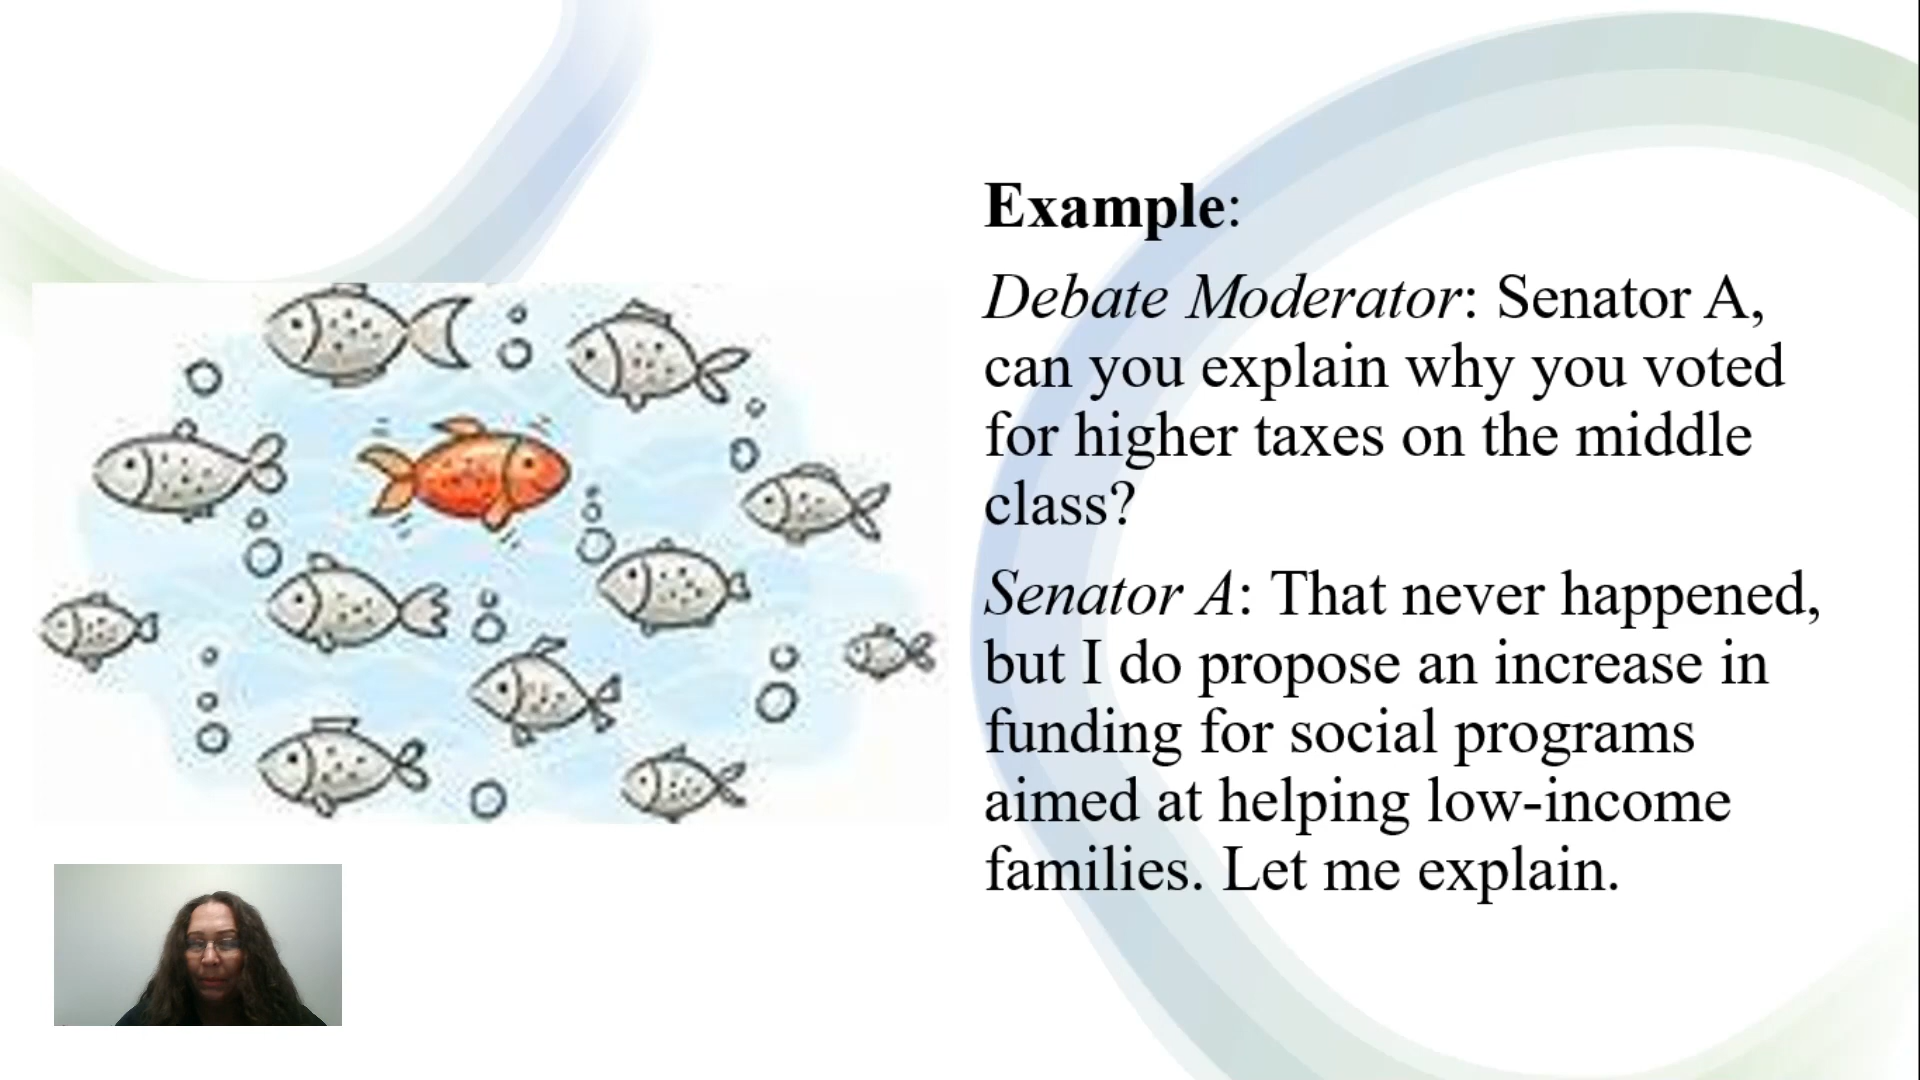 Example:
Debate Moderator: Senator A,
can you explain why you voted
for higher taxes on the middle
class?
Senator A: That never happened,
but I do propose an increase in
funding for social programs
aimed at helping low-income
families. Let me explain.